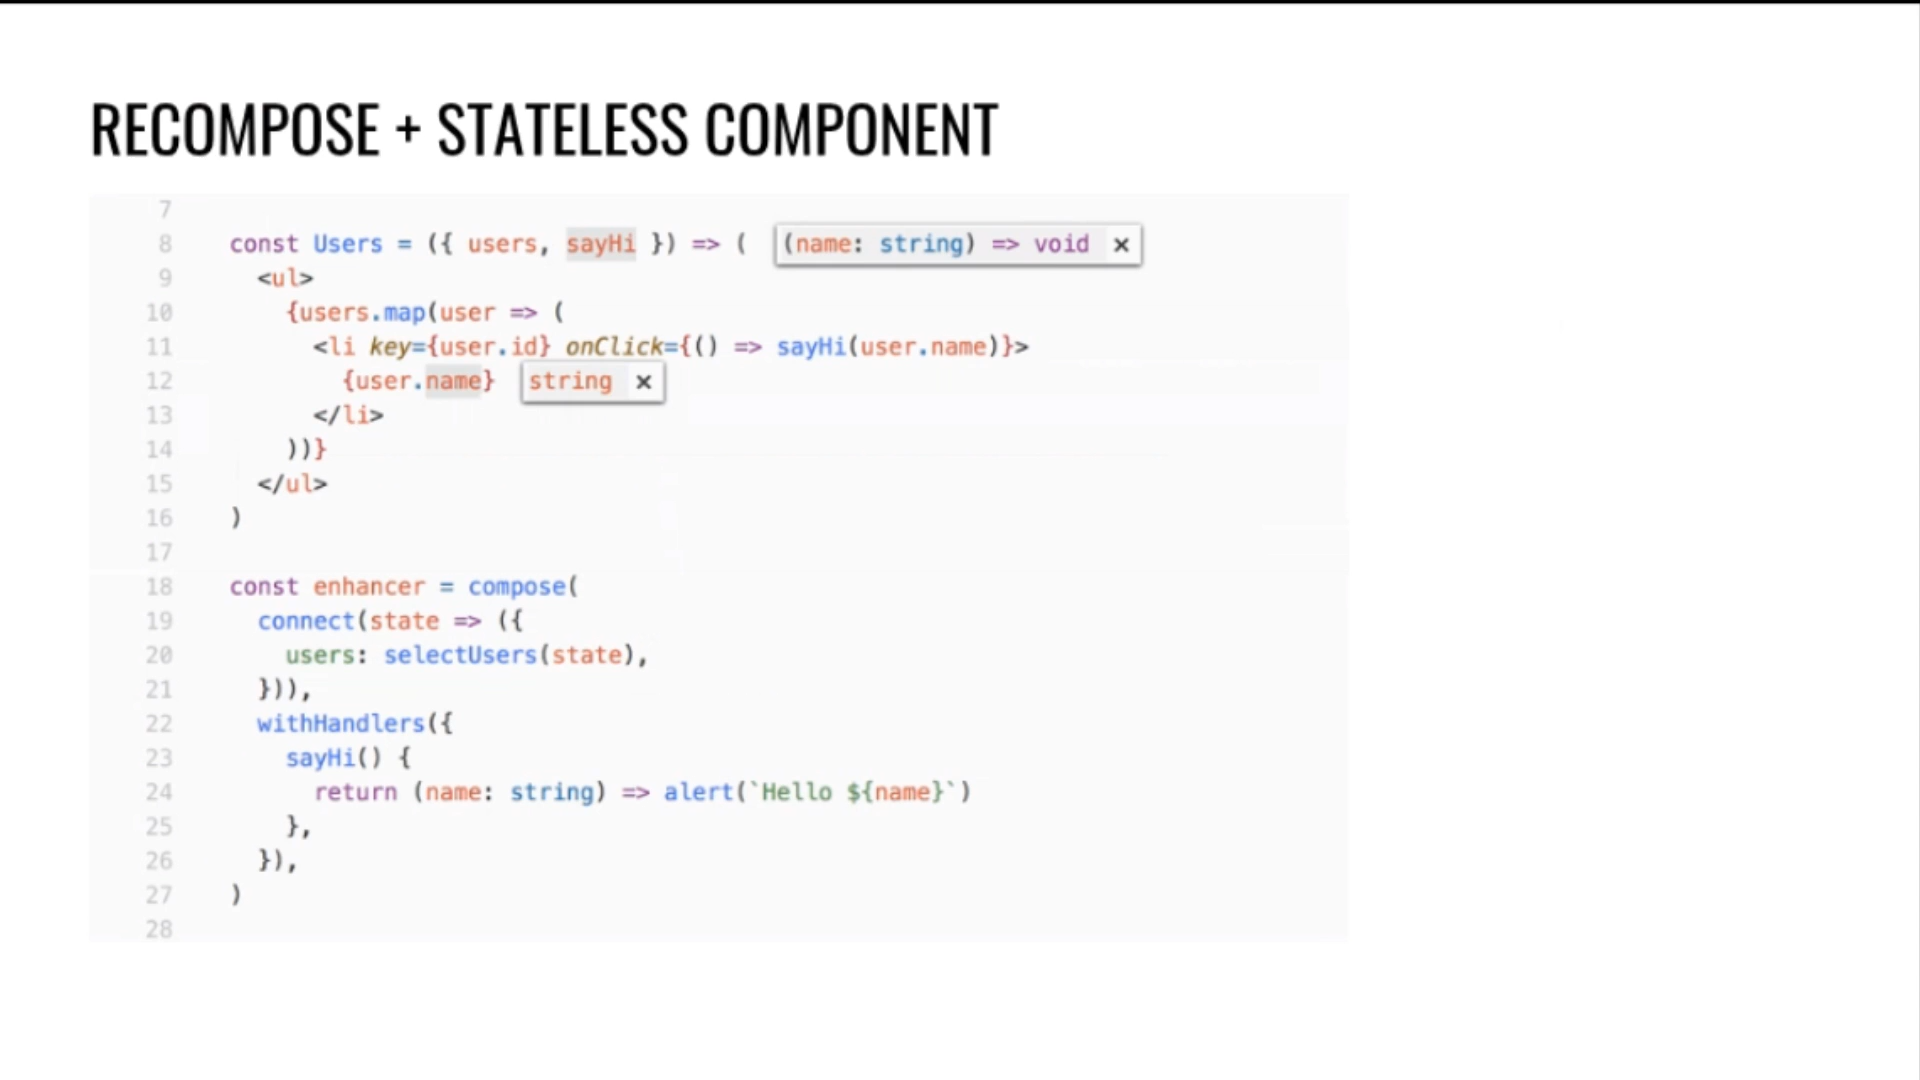 RECOMPOSE + STATELESS COMPONENT
7
8 const Users = ({ users, sayHi }) => ( (name: string) => void ×
9 <ul>
10 {users.map(user => (
11 <li key={user.id} onClick={() => sayHi(user.name)}>
12 {user.name} string ×
13 </li>
14 ))}
15 </ul>
16 )
17
18 const enhancer = compose(
19 connect(state => ({
20 users: selectUsers(state),
21 })),
22 withHandlers({
23 sayHi() {
24 return (name: string) => alert(`Hello ${name}`)
25 },
26 }),
27 )
28